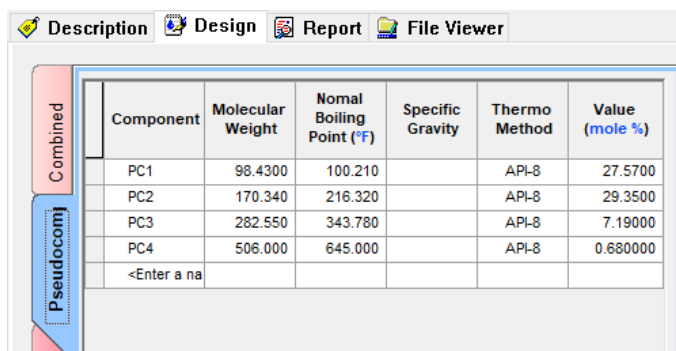 Description Design Report File Viewer
Combined
Pseudocom
Component Molecular Weight Nomal Boiling Point (°F) Specific Gravity Thermo Method Value (mole %)
PC1 98.4300 100.210 API-8 27.5700
PC2 170.340 216.320 API-8 29.3500
PC3 282.550 343.780 API-8 7.19000
PC4 506.000 645.000 API-8 0.680000
<Enter a na